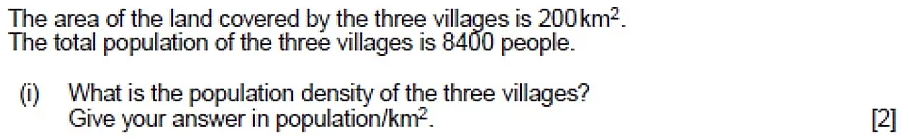 The area of the land covered by the three villages is 200km².
The total population of the three villages is 8400 people.
(i) What is the population density of the three villages?
Give your answer in population/km². [2]